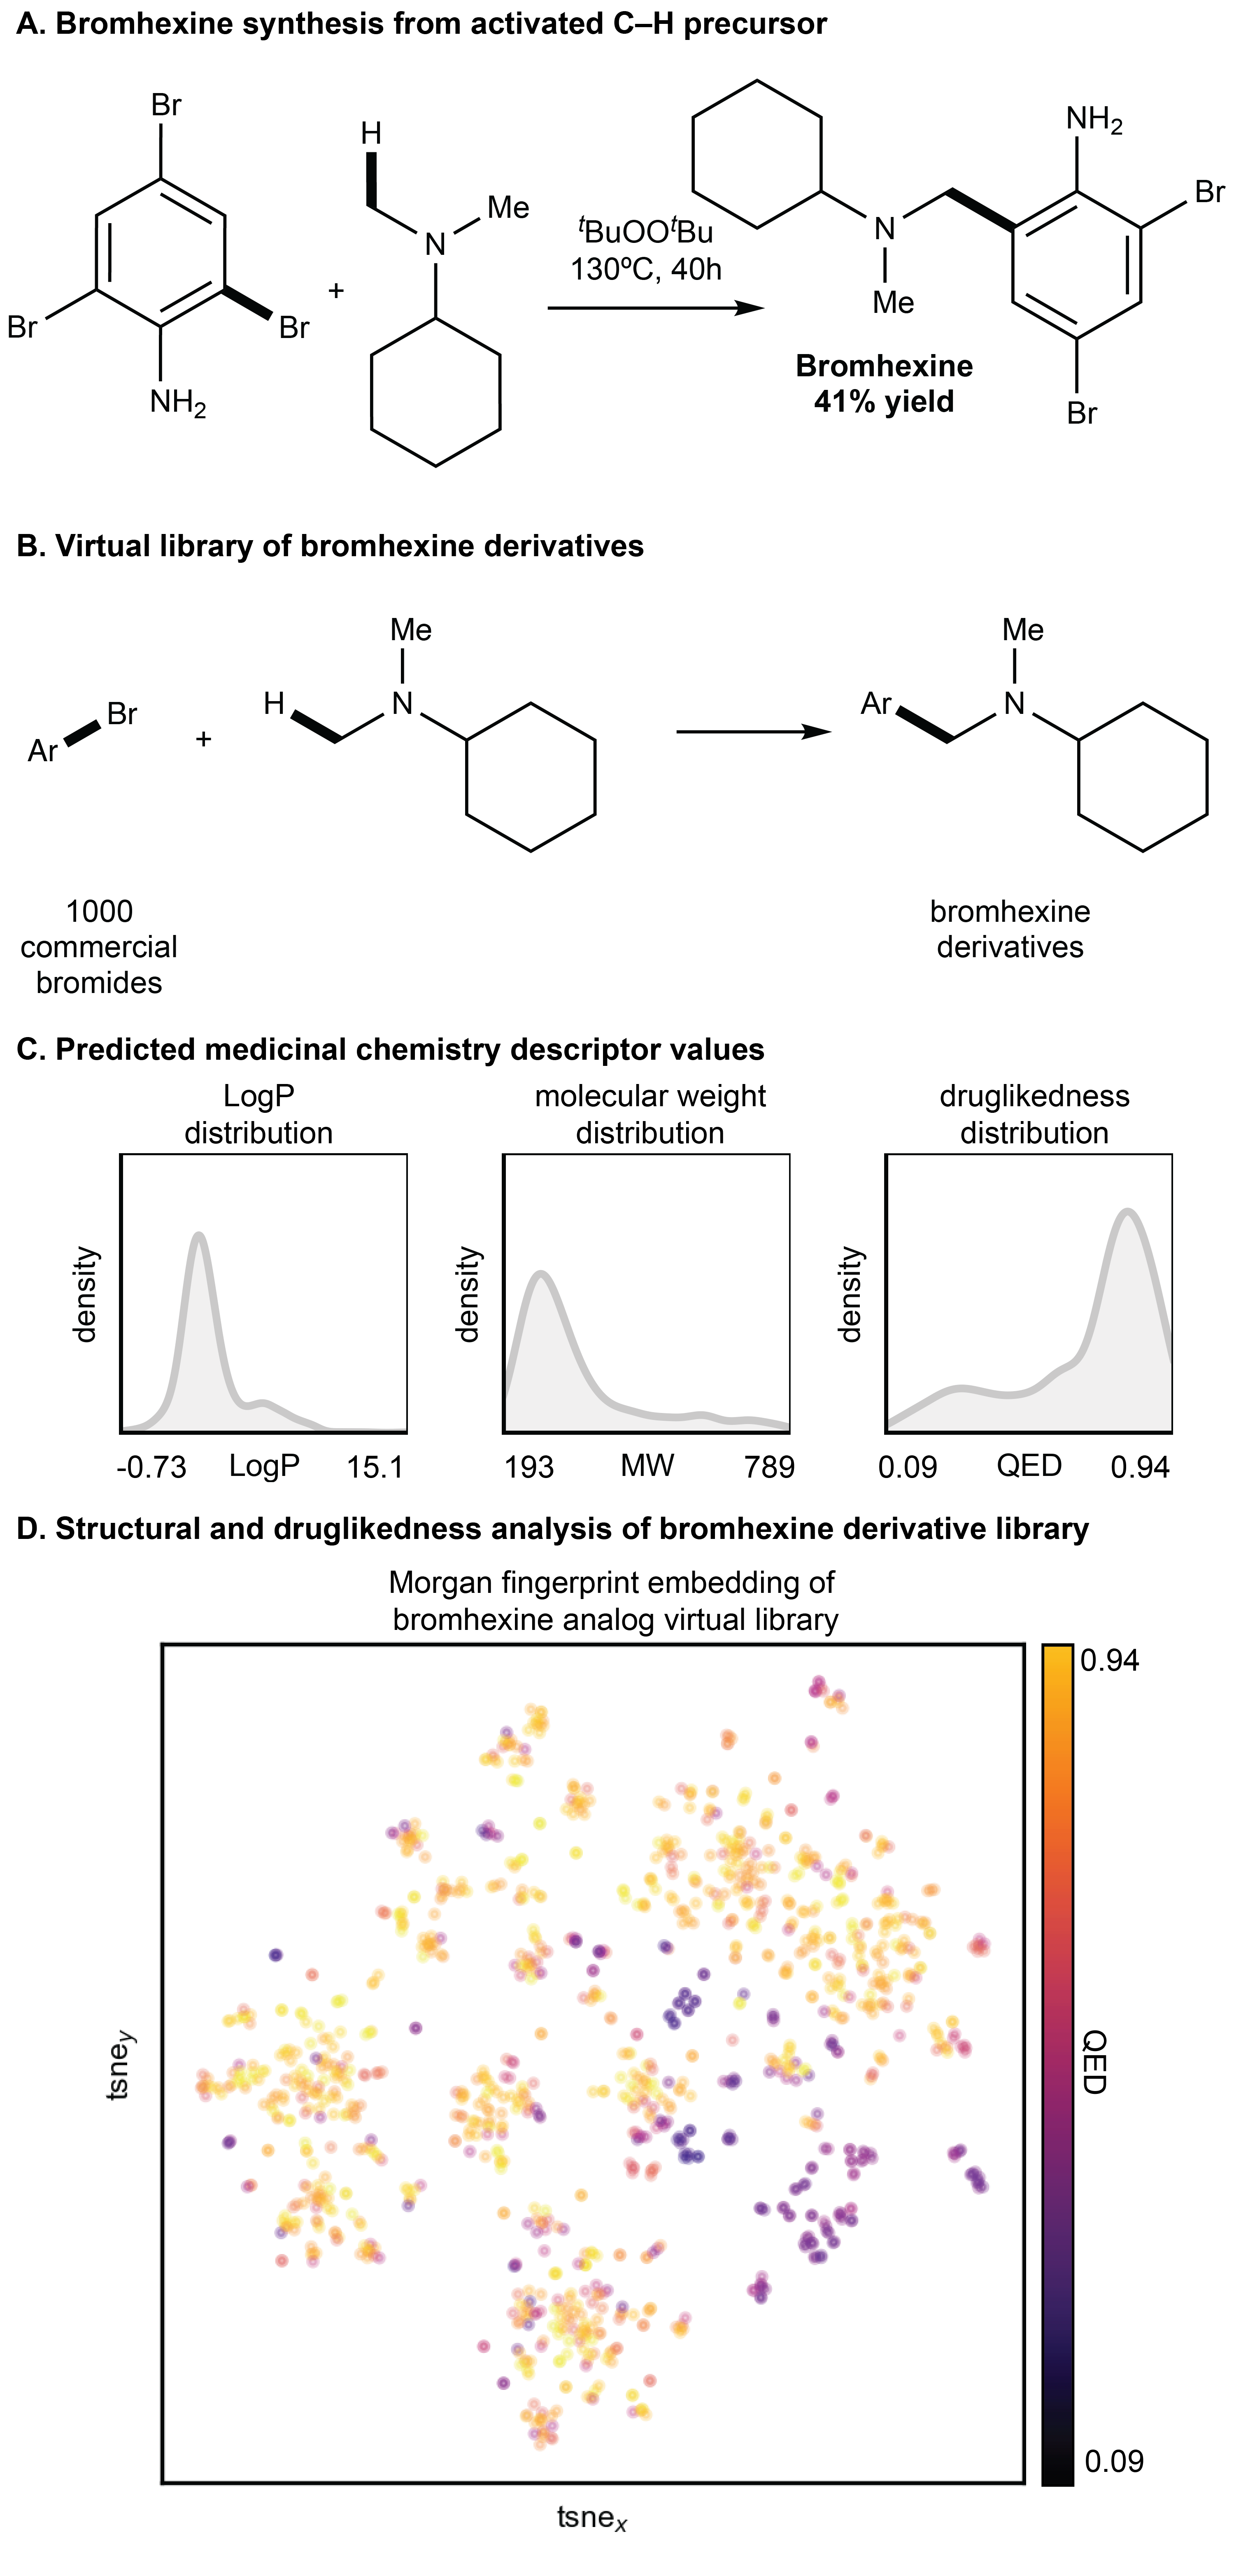 A. Bromhexine synthesis from activated C–H precursor
Br
Br
Br
NH2
+
H
N
Me
tBuOOtBu
130ºC, 40h
N
Me
NH2
Br
Br
Bromhexine
41% yield
B. Virtual library of bromhexine derivatives
Ar
Br
+
H
N
Me
Ar
N
Me
1000
commercial
bromides
bromhexine
derivatives
C. Predicted medicinal chemistry descriptor values
LogP
distribution
density
-0.73 LogP 15.1
molecular weight
distribution
density
193 MW 789
druglikedness
distribution
density
0.09 QED 0.94
D. Structural and druglikedness analysis of bromhexine derivative library
Morgan fingerprint embedding of
bromhexine analog virtual library
tsney
tsnex
0.94
QED
0.09